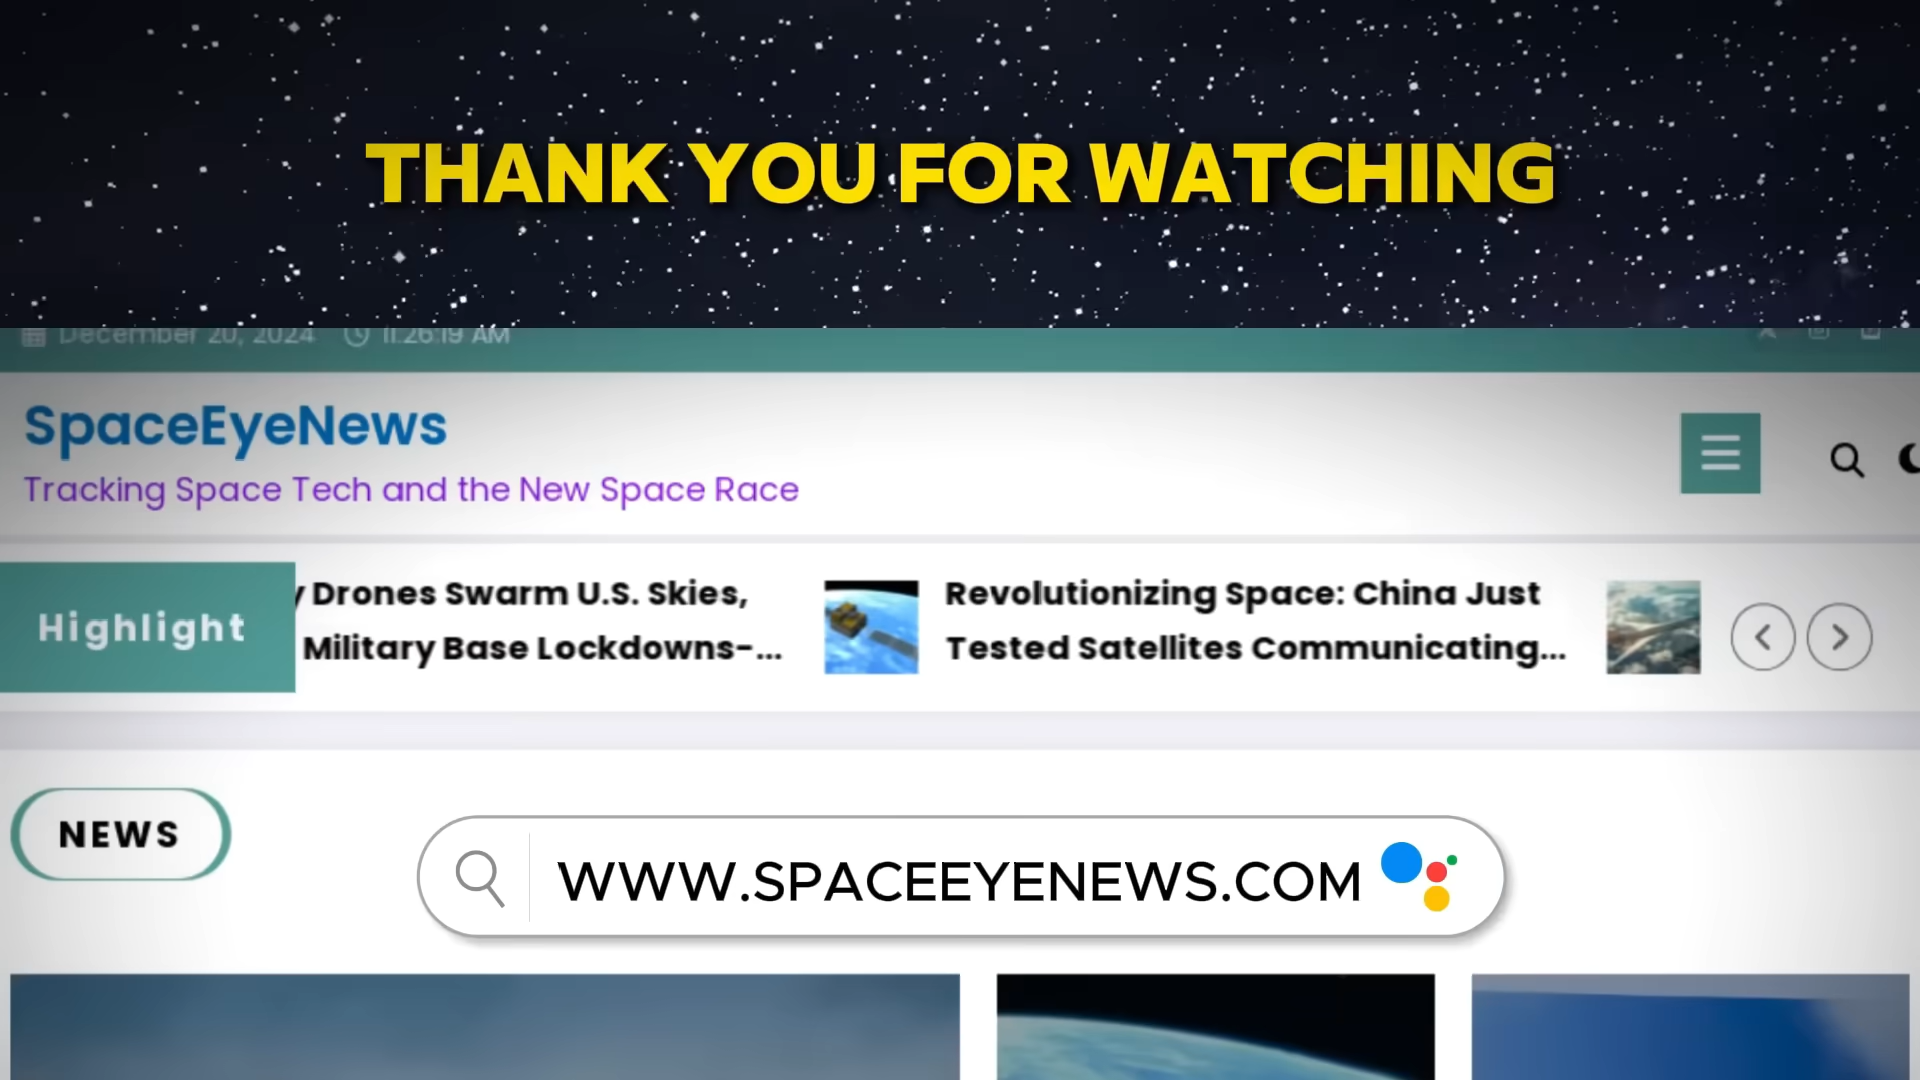 THANK YOU FOR WATCHING
December 20, 2024 11:26:19 AM
SpaceEyeNews
Tracking Space Tech and the New Space Race
Highlight
Drones Swarm U.S. Skies,
Military Base Lockdowns-...
Revolutionizing Space: China Just
Tested Satellites Communicating...
NEWS
WWW.SPACEEYENEWS.COM